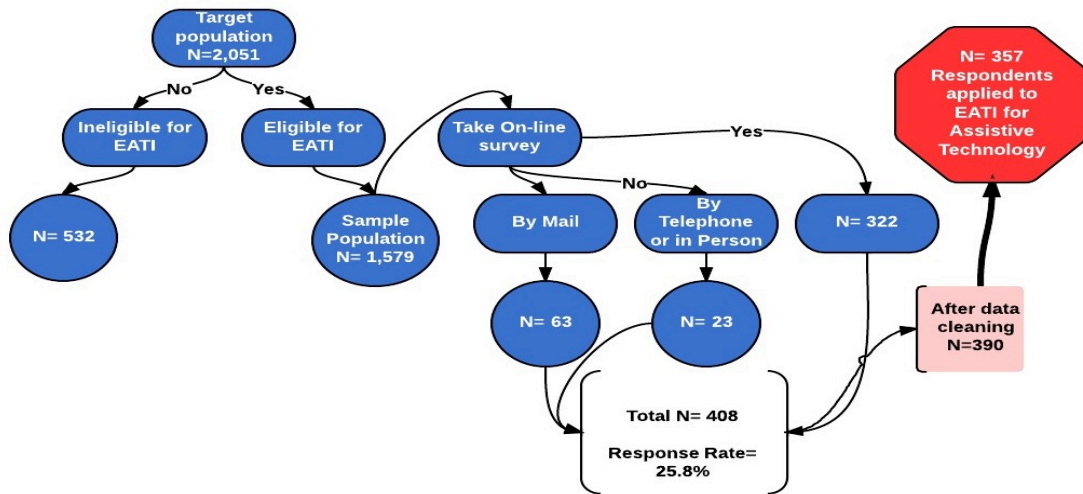 Target
population
N=2,051
No
Yes
Ineligible for
EATI
Eligible for
EATI
Take On-line
survey
Yes
N= 357
Respondents
applied to
EATI for
Assistive
Technology
No
N= 532
Sample
Population
N= 1,579
By Mail
By
Telephone
or in Person
N= 322
N= 63
N= 23
After data
cleaning
N=390
Total N= 408
Response Rate=
25.8%